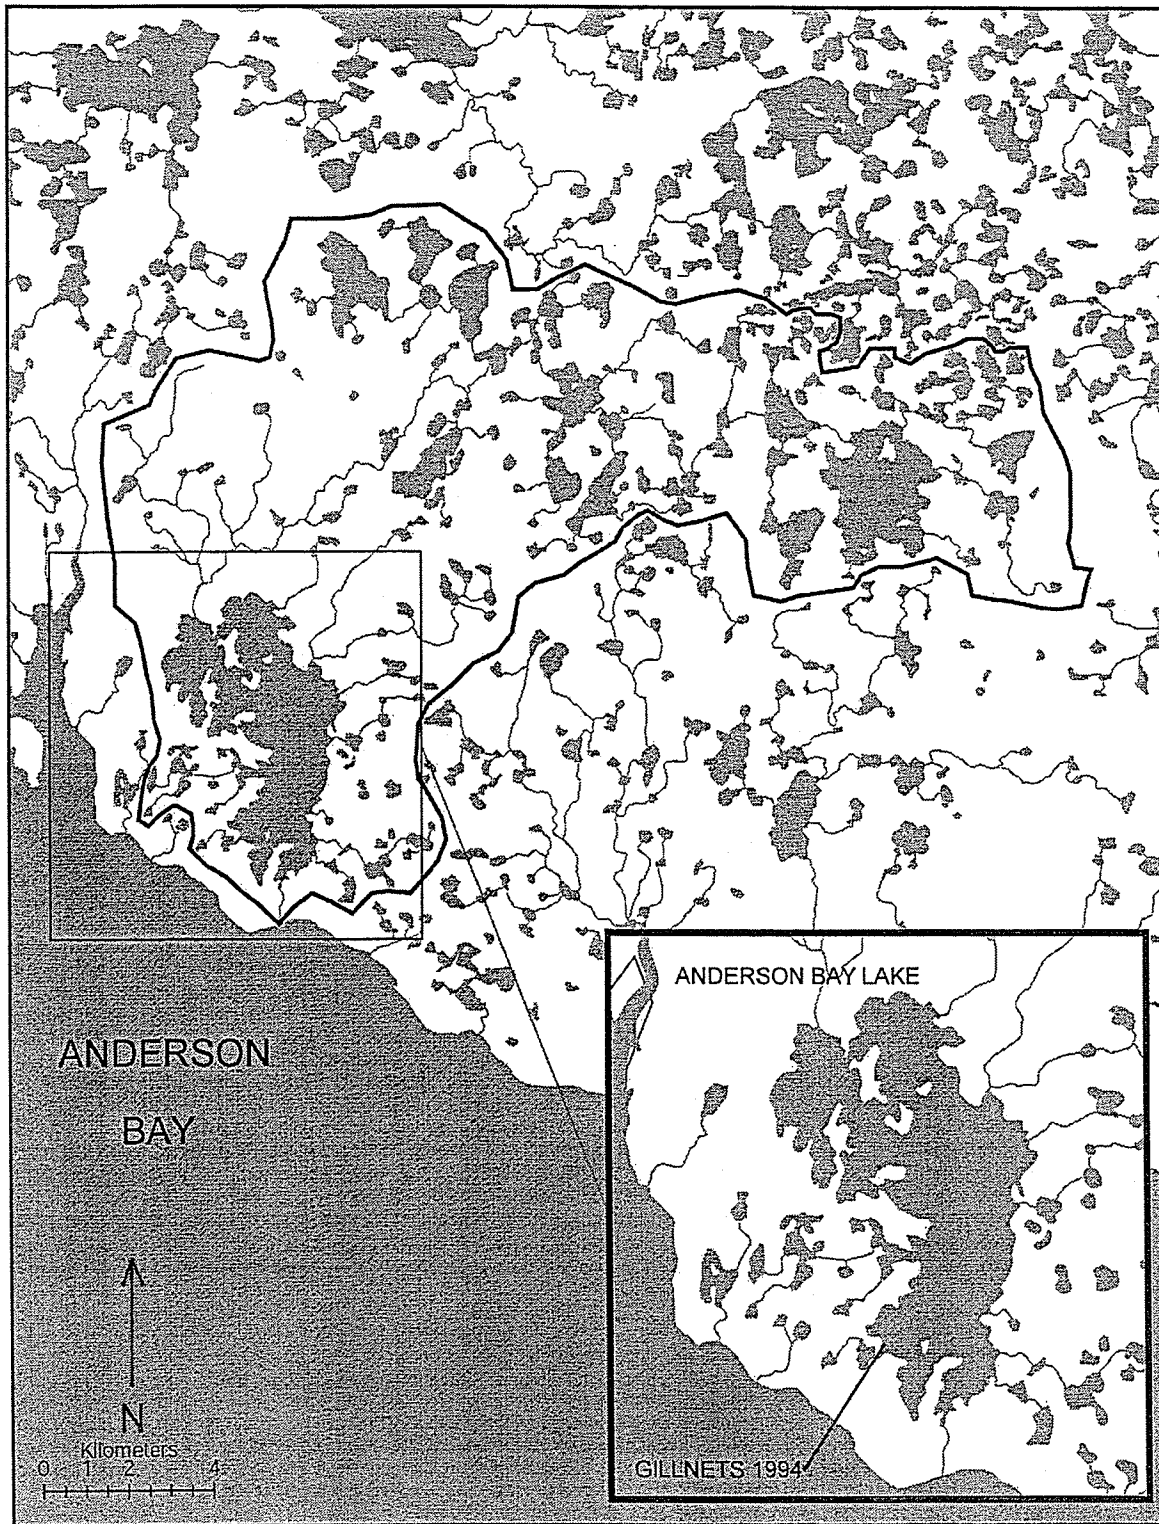 ANDERSON BAY LAKE
ANDERSON
BAY
N
Kilometers
0 1 2 4
GILLNETS 1994